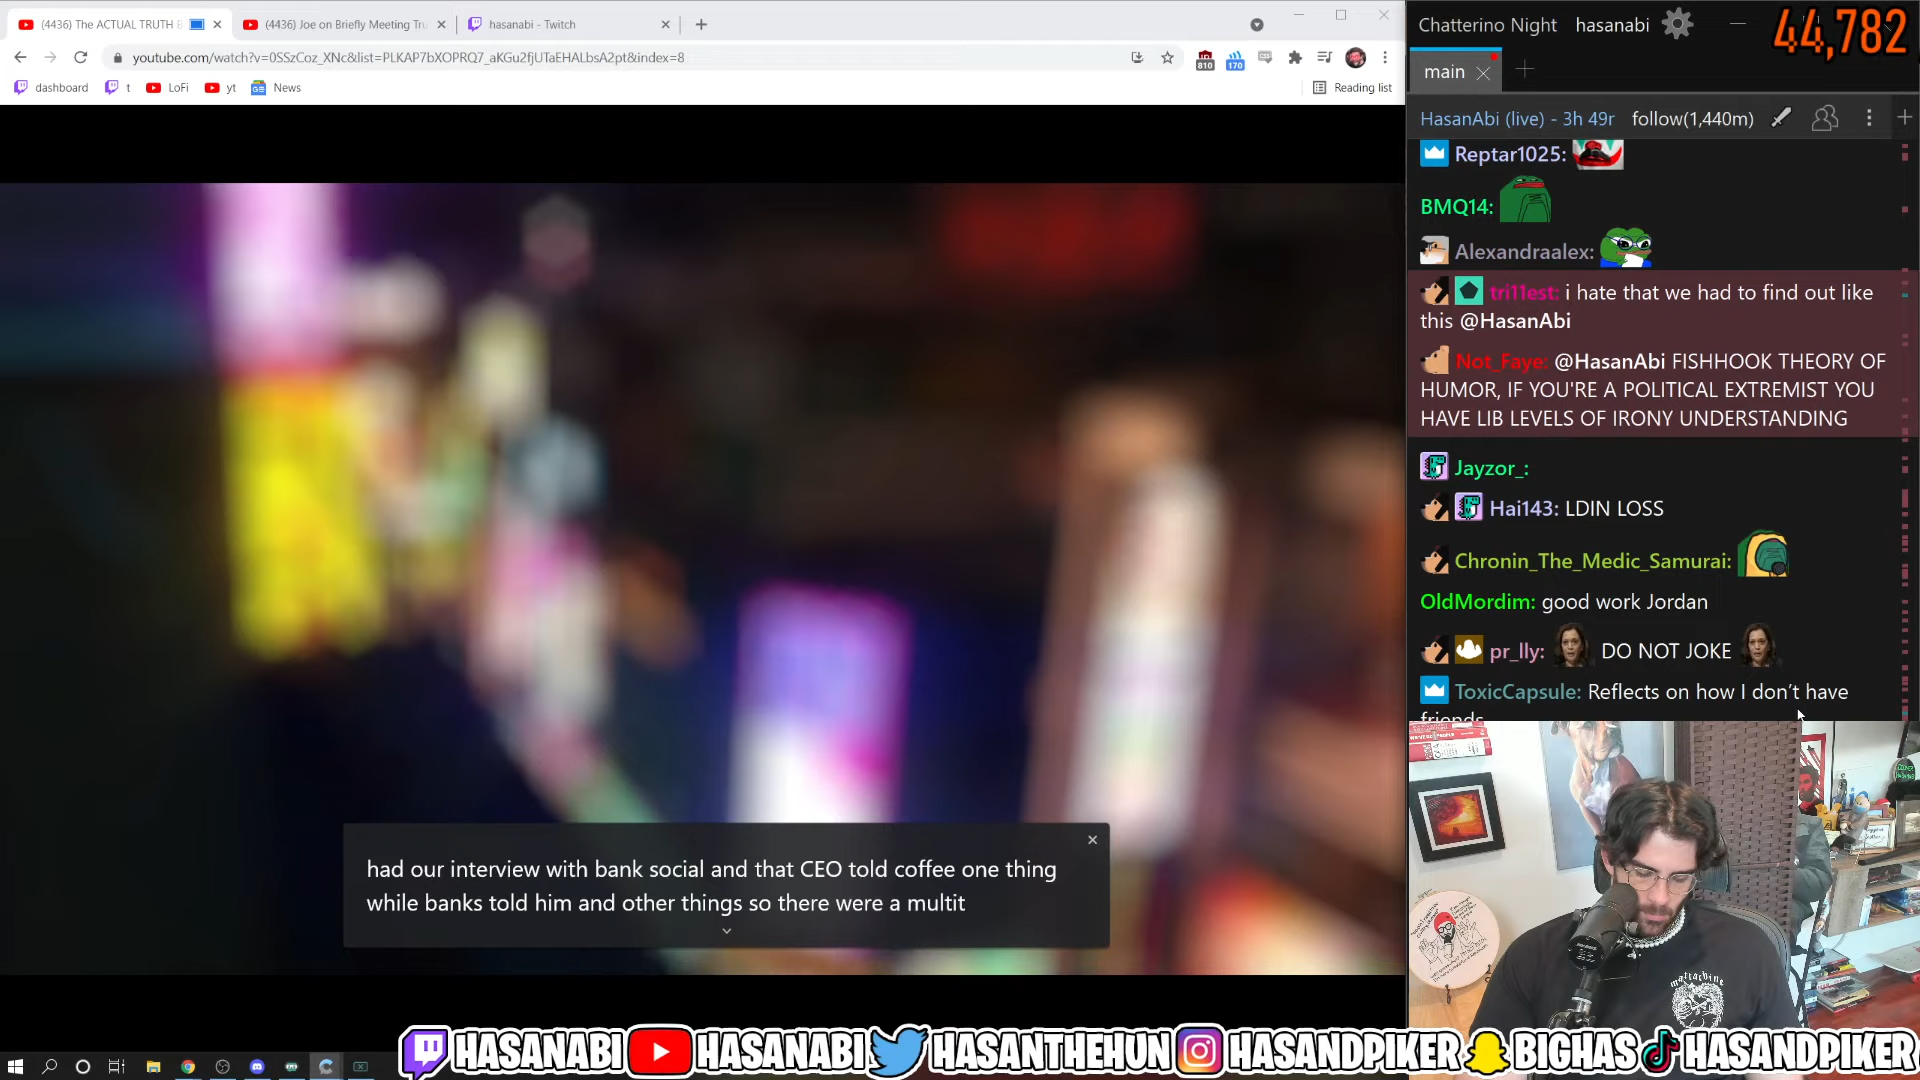 (4436) The ACTUAL TRUTH B
(4436) Joe on Briefly Meeting Tru
hasanabi - Twitch
youtube.com/watch?v=0SSzCoz_XNc&list=PLKAP7bXOPRQ7_aKGu2fjUTaEHALbsA2pt&index=8
810
170
dashboard
t
LoFi
yt
News
Reading list
had our interview with bank social and that CEO told coffee one thing
while banks told him and other things so there were a multit
Chatterino Night
hasanabi
44,782
main
HasanAbi (live) - 3h 49r
follow(1,440m)
Reptar1025:
BMQ14:
Alexandraalex:
tri11est: i hate that we had to find out like
this @HasanAbi
Not_Faye: @HasanAbi FISHHOOK THEORY OF
HUMOR, IF YOU'RE A POLITICAL EXTREMIST YOU
HAVE LIB LEVELS OF IRONY UNDERSTANDING
Jayzor_:
Hai143: LDIN LOSS
Chronin_The_Medic_Samurai:
OldMordim: good work Jordan
pr_lly: DO NOT JOKE
ToxicCapsule: Reflects on how I don't have
friends
HASANABI
HASANABI
HASANTHEHUN
HASANDPIKER
BIGHAS
HASANDPIKER